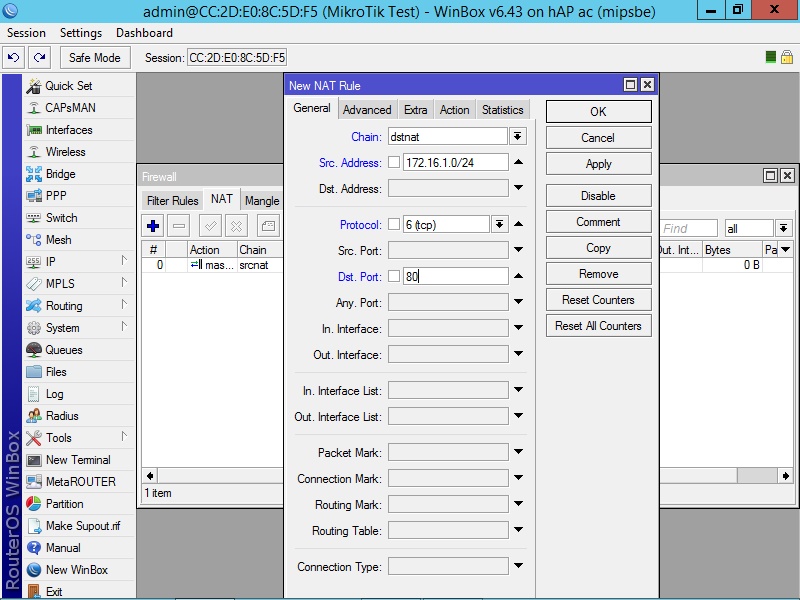 admin@CC:2D:E0:8C:5D:F5 (MikroTik Test) - WinBox v6.43 on hAP ac (mipsbe)
Session Settings Dashboard
Safe Mode Session: CC:2D:E0:8C:5D:F5
RouterOS WinBox
Quick Set
CAPsMAN
Interfaces
Wireless
Bridge
PPP
Switch
Mesh
IP
MPLS
Routing
System
Queues
Files
Log
Radius
Tools
New Terminal
MetaROUTER
Partition
Make Supout.rif
Manual
New WinBox
Exit
Firewall
Filter Rules NAT Mangle
Find all
# Action Chain Out. Int... Bytes Pa
0 mas... srcnat 0 B
1 item
New NAT Rule
General Advanced Extra Action Statistics
Chain: dstnat
Src. Address: 172.16.1.0/24
Dst. Address:
Protocol: 6 (tcp)
Src. Port:
Dst. Port: 80
Any. Port:
In. Interface:
Out. Interface:
In. Interface List:
Out. Interface List:
Packet Mark:
Connection Mark:
Routing Mark:
Routing Table:
Connection Type:
OK
Cancel
Apply
Disable
Comment
Copy
Remove
Reset Counters
Reset All Counters